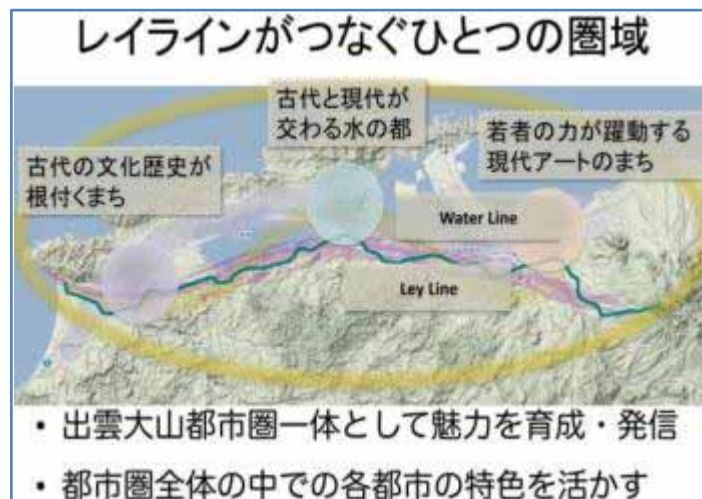 レイラインがつなぐひとつの圏域
古代と現代が
交わる水の都
若者の力が躍動する
現代アートのまち
古代の文化歴史が
根付くまち
Water Line
Ley Line
• 出雲大山都市圏一体として魅力を育成・発信
• 都市圏全体の中での各都市の特色を活かす